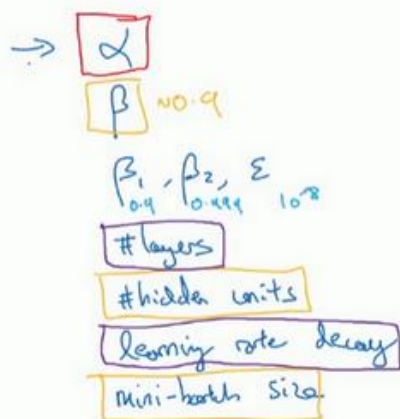 → α
β ~0.9
β₁, β₂, ε
0.9 0.999 10⁻⁸
#layers
#hidden units
learning rate decay
mini-batch size